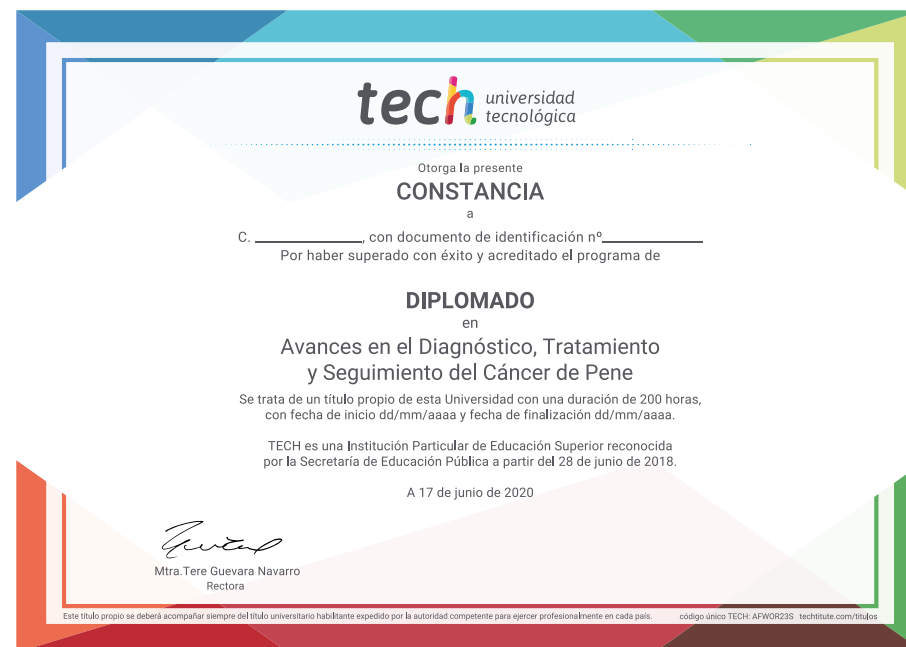 tech universidad
tecnológica
Otorga la presente
CONSTANCIA
a
C. ____________, con documento de identificación nº____________
Por haber superado con éxito y acreditado el programa de
DIPLOMADO
en
Avances en el Diagnóstico, Tratamiento
y Seguimiento del Cáncer de Pene
Se trata de un título propio de esta Universidad con una duración de 200 horas,
con fecha de inicio dd/mm/aaaa y fecha de finalización dd/mm/aaaa.
TECH es una Institución Particular de Educación Superior reconocida
por la Secretaría de Educación Pública a partir del 28 de junio de 2018.
A 17 de junio de 2020
Mtra.Tere Guevara Navarro
Rectora
Este título propio se deberá acompañar siempre del título universitario habilitante expedido por la autoridad competente para ejercer profesionalmente en cada país. código único TECH: AFWOR23S techtitute.com/titulos